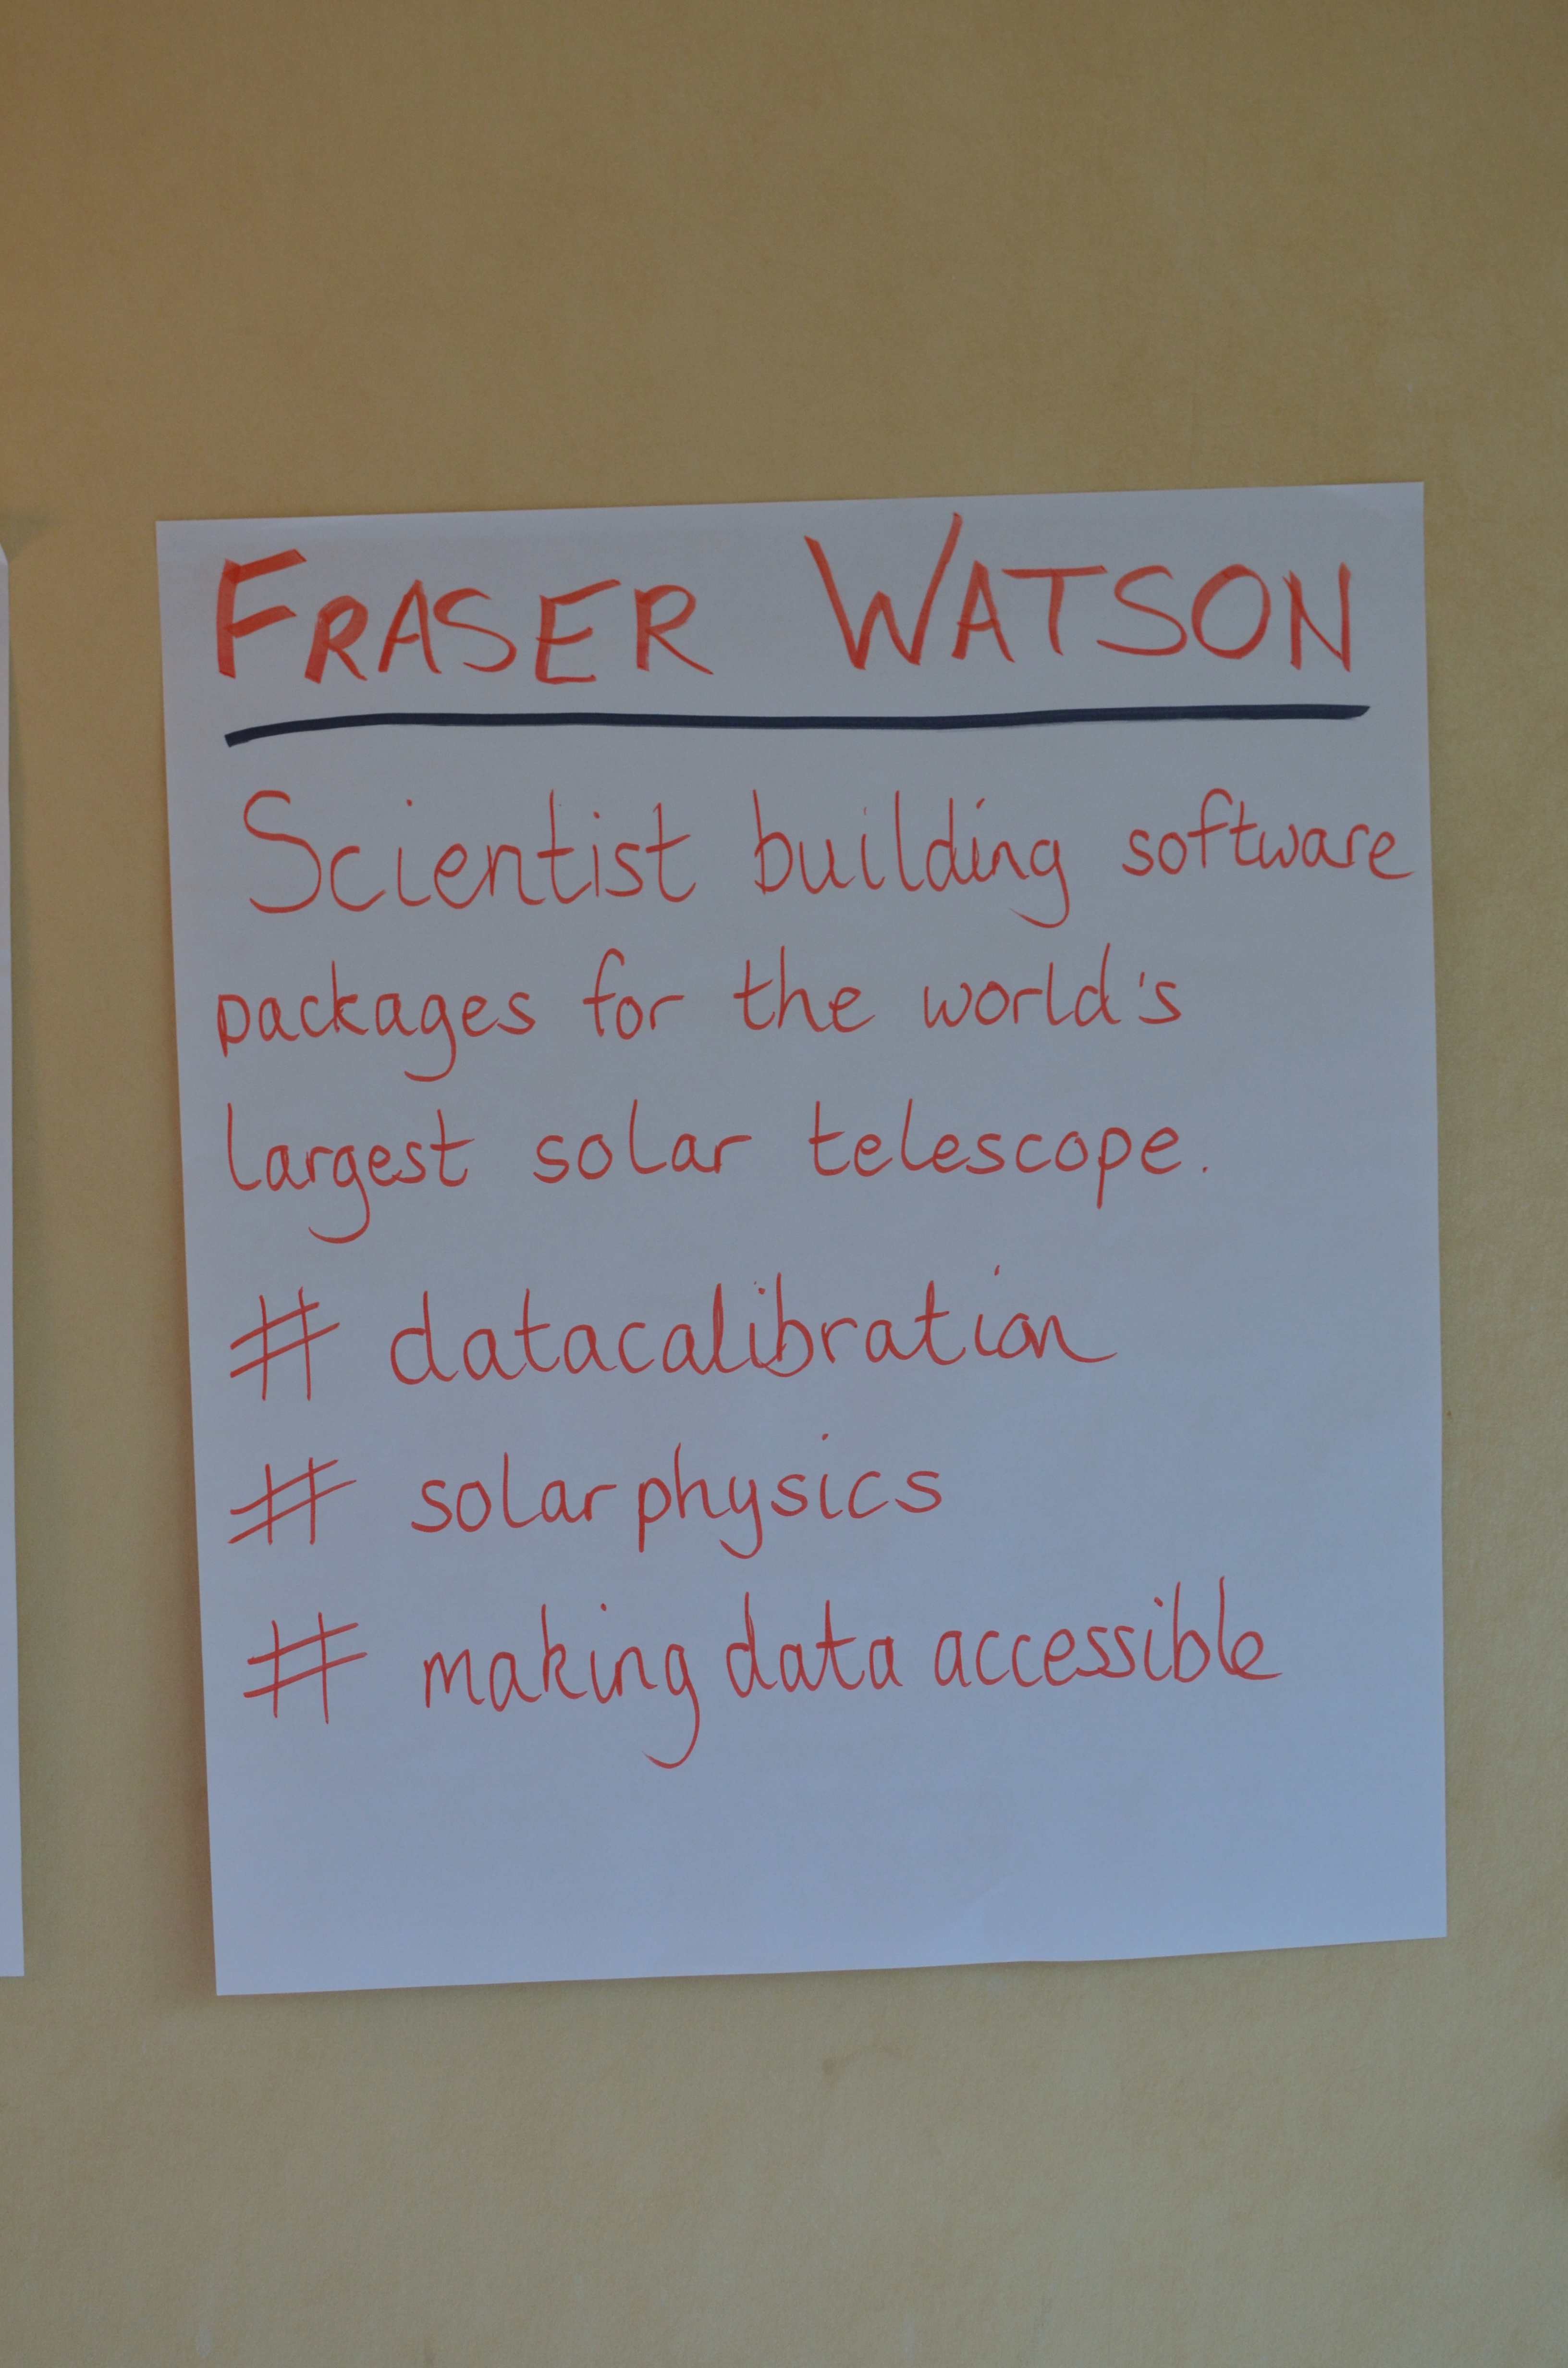 FRASER WATSON
Scientist building software
packages for the world's
largest solar telescope.
# datacalibration
# solarphysics
# making data accessible